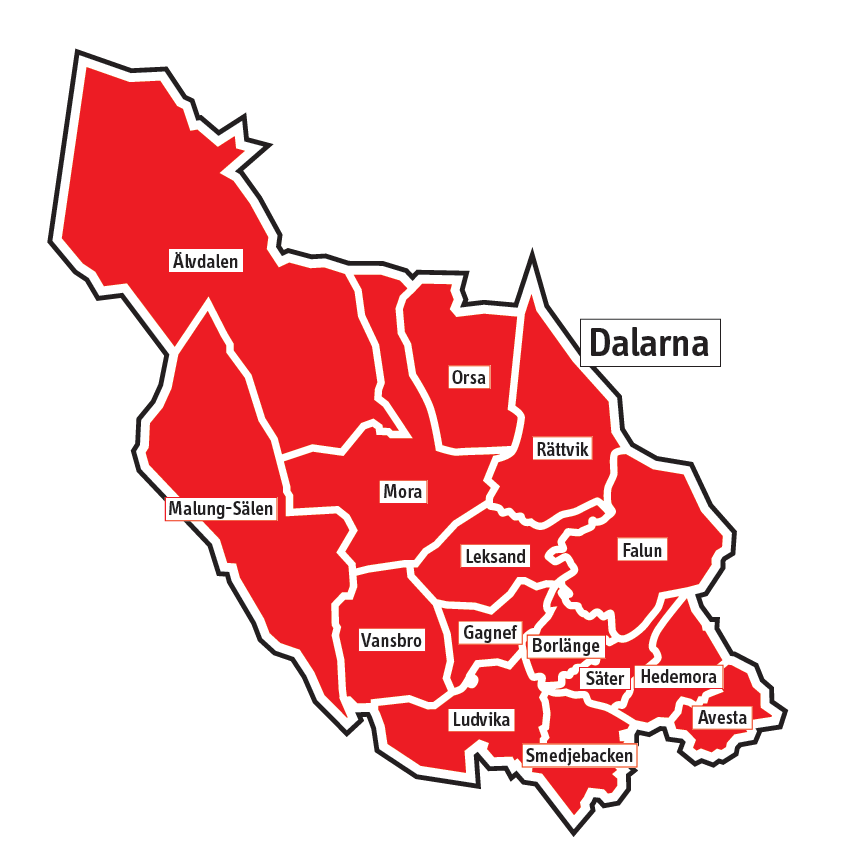 Älvdalen
Dalarna
Orsa
Rättvik
Mora
Malung-Sälen
Falun
Leksand
Gagnef
Vansbro
Borlänge
Säter
Hedemora
Avesta
Ludvika
Smedjebacken